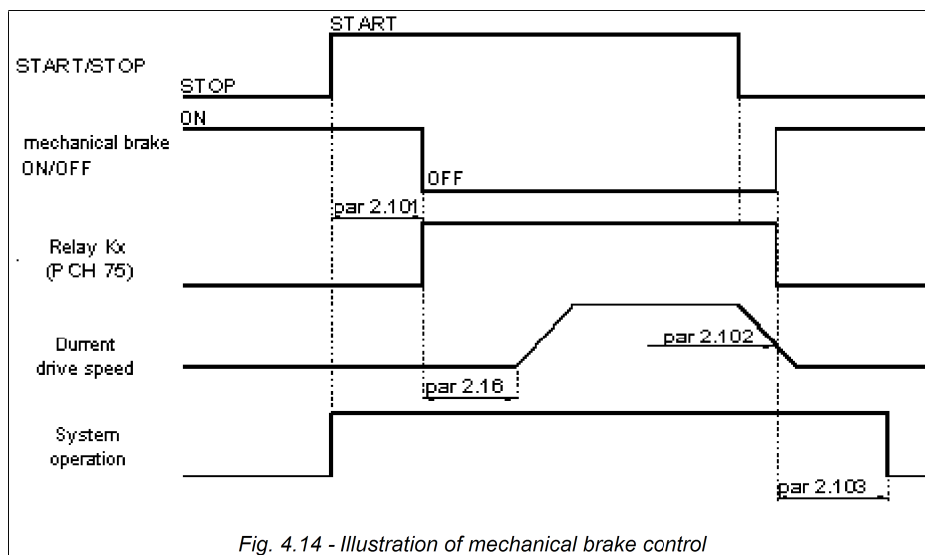 START
START/STOP
STOP
ON
mechanical brake
ON/OFF
OFF
par 2.101
Relay Kx
(PCH 75)
Durrent
drive speed
par 2.102
par 2.16
System
operation
par 2.103
Fig. 4.14 - Illustration of mechanical brake control